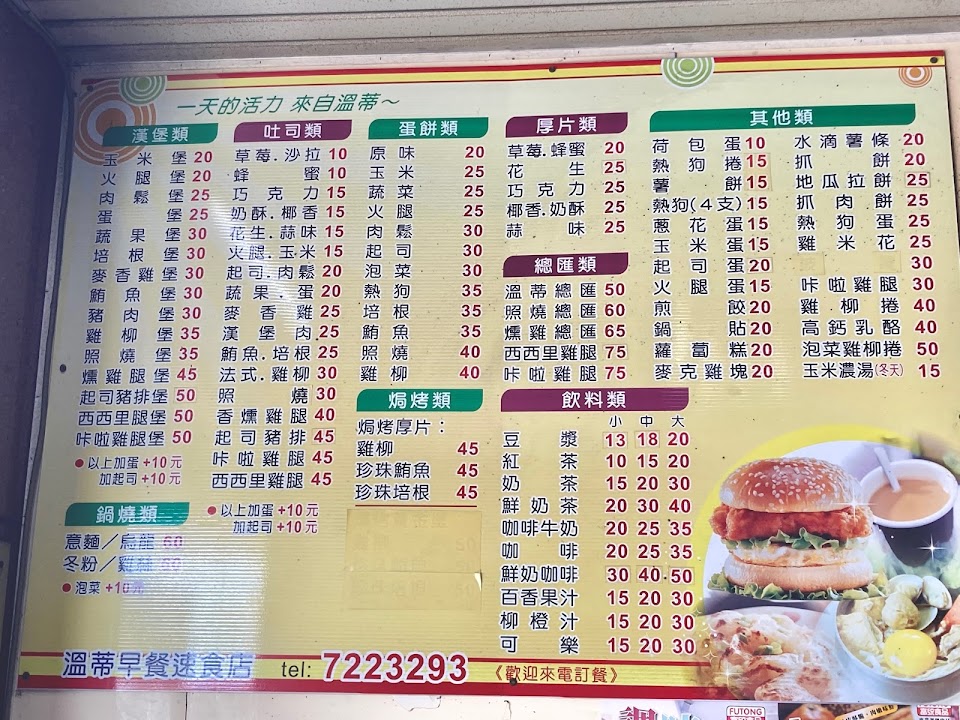 一天的活力 來自溫蒂～
漢堡類
玉米堡 20
火腿堡 20
肉鬆堡 25
蛋堡 25
蔬果堡 30
培根堡 30
麥香雞堡 30
鮪魚堡 30
豬肉堡 30
雞柳堡 35
照燒堡 35
燻雞腿堡 45
起司豬排堡 50
西西里腿堡 50
咔啦雞腿堡 50
●以上加蛋+10元
加起司+10元
鍋燒類
意麵／烏龍 60
冬粉／雞絲 60
●泡菜+10元
吐司類
草莓.沙拉 10
蜂蜜 10
巧克力 15
奶酥.椰香 15
花生.蒜味 15
火腿.玉米 15
起司.肉鬆 20
蔬果.蛋 20
麥香雞 25
漢堡肉 25
鮪魚.培根 25
法式.雞柳 30
照燒 30
香燻雞腿 40
起司豬排 45
咔啦雞腿 45
西西里雞腿 45
●以上加蛋+10元
加起司+10元
蛋餅類
原味 20
玉米 25
蔬菜 25
火腿 25
肉鬆 30
起司 30
泡菜 30
熱狗 35
培根 35
鮪魚 35
照燒 40
雞柳 40
焗烤類
焗烤厚片：
雞柳 45
珍珠鮪魚 45
珍珠培根 45
厚片類
草莓.蜂蜜 20
花生 25
巧克力 25
椰香.奶酥 25
蒜味 25
總匯類
溫蒂總匯 50
照燒總匯 60
燻雞總匯 65
西西里雞腿 75
咔啦雞腿 75
飲料類
小 中 大
豆漿 13 18 20
紅茶 10 15 20
奶茶 15 20 30
鮮奶茶 20 30 40
咖啡牛奶 20 25 35
咖啡 20 25 35
鮮奶咖啡 30 40 50
百香果汁 15 20 30
柳橙汁 15 20 30
可樂 15 20 30
其他類
荷包蛋 10
熱狗捲 15
薯餅 15
熱狗(4支) 15
蔥花蛋 15
玉米蛋 15
起司蛋 20
火腿蛋 15
煎餃 20
鍋貼 20
蘿蔔糕 20
麥克雞塊 20
水滴薯條 20
抓餅 20
地瓜拉餅 25
抓肉餅 25
熱狗蛋 25
雞米花 25
30
咔啦雞腿 30
雞柳捲 40
高鈣乳酪 40
泡菜雞柳捲 50
玉米濃湯(冬天) 15
溫蒂早餐速食店 tel: 7223293 《歡迎來電訂餐》
FUTONG